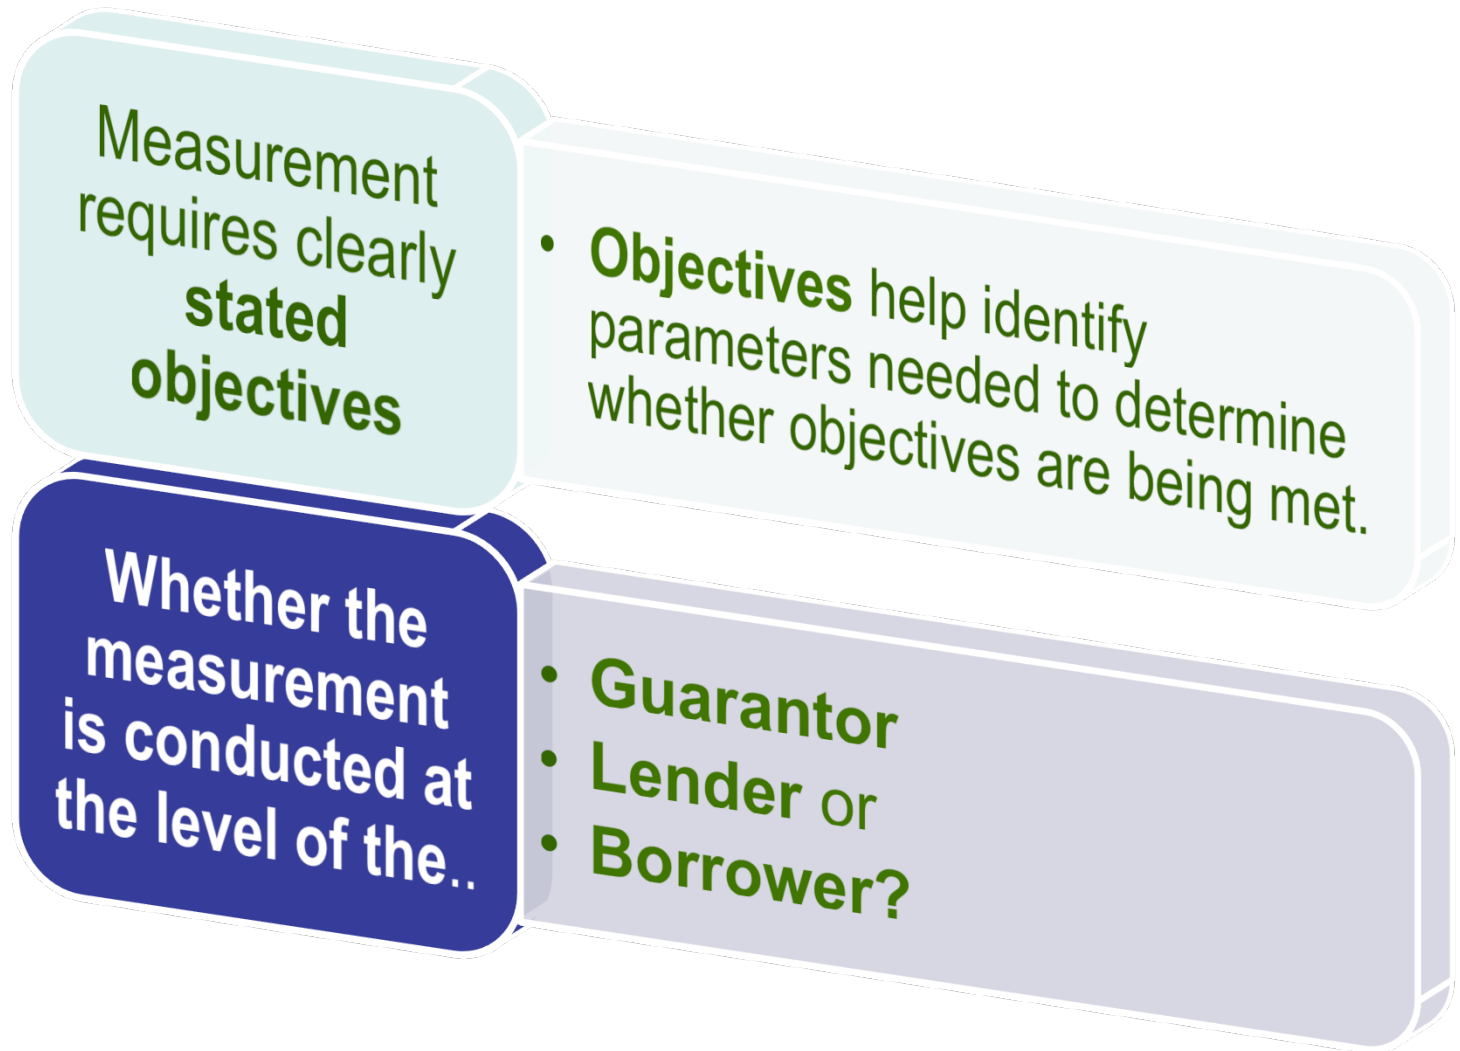 Measurement
requires clearly
stated
objectives
• Objectives help identify
parameters needed to determine
whether objectives are being met.
Whether the
measurement
is conducted at
the level of the..
• Guarantor
• Lender or
• Borrower?